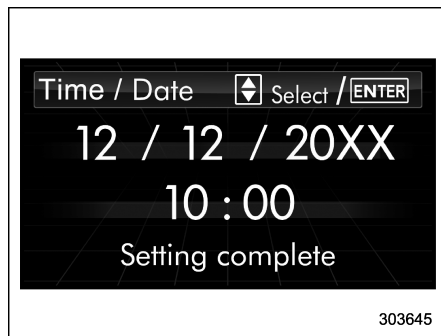 Time / Date Select / ENTER
12 / 12 / 20XX
10 : 00
Setting complete
303645